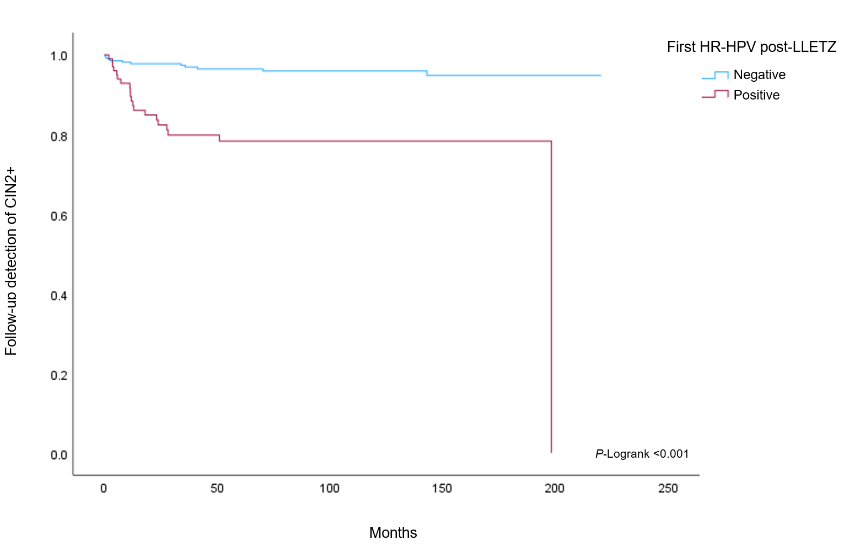 First HR-HPV post-LLETZ
Negative
Positive
Follow-up detection of CIN2+
1.0
0.8
0.6
0.4
0.2
0.0
P-Logrank <0.001
0 50 100 150 200 250
Months